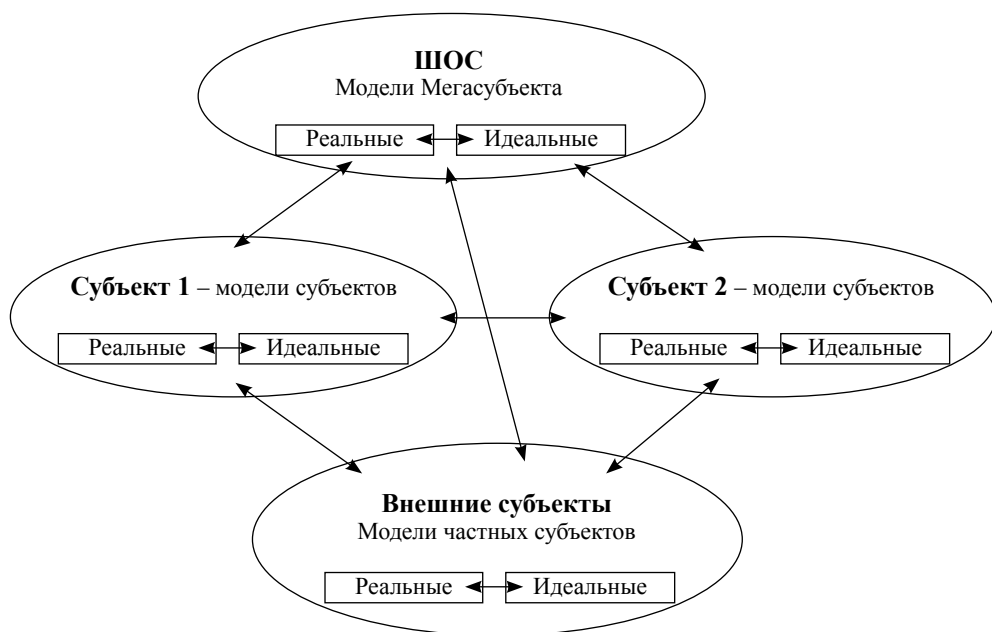 ШОС
Модели Мегасубъекта
Реальные Идеальные
Субъект 1 – модели субъектов
Реальные Идеальные
Субъект 2 – модели субъектов
Реальные Идеальные
Внешние субъекты
Модели частных субъектов
Реальные Идеальные